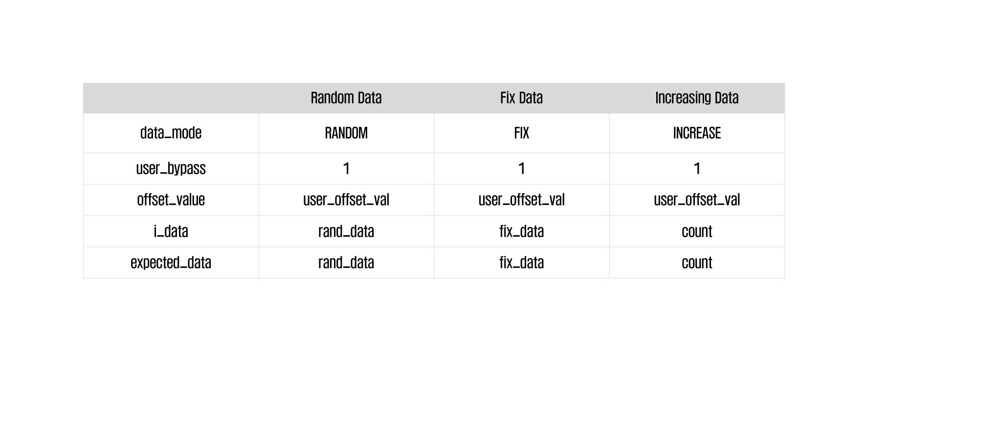 Random Data Fix Data Increasing Data
data_mode RANDOM FIX INCREASE
user_bypass 1 1 1
offset_value user_offset_val user_offset_val user_offset_val
i_data rand_data fix_data count
expected_data rand_data fix_data count